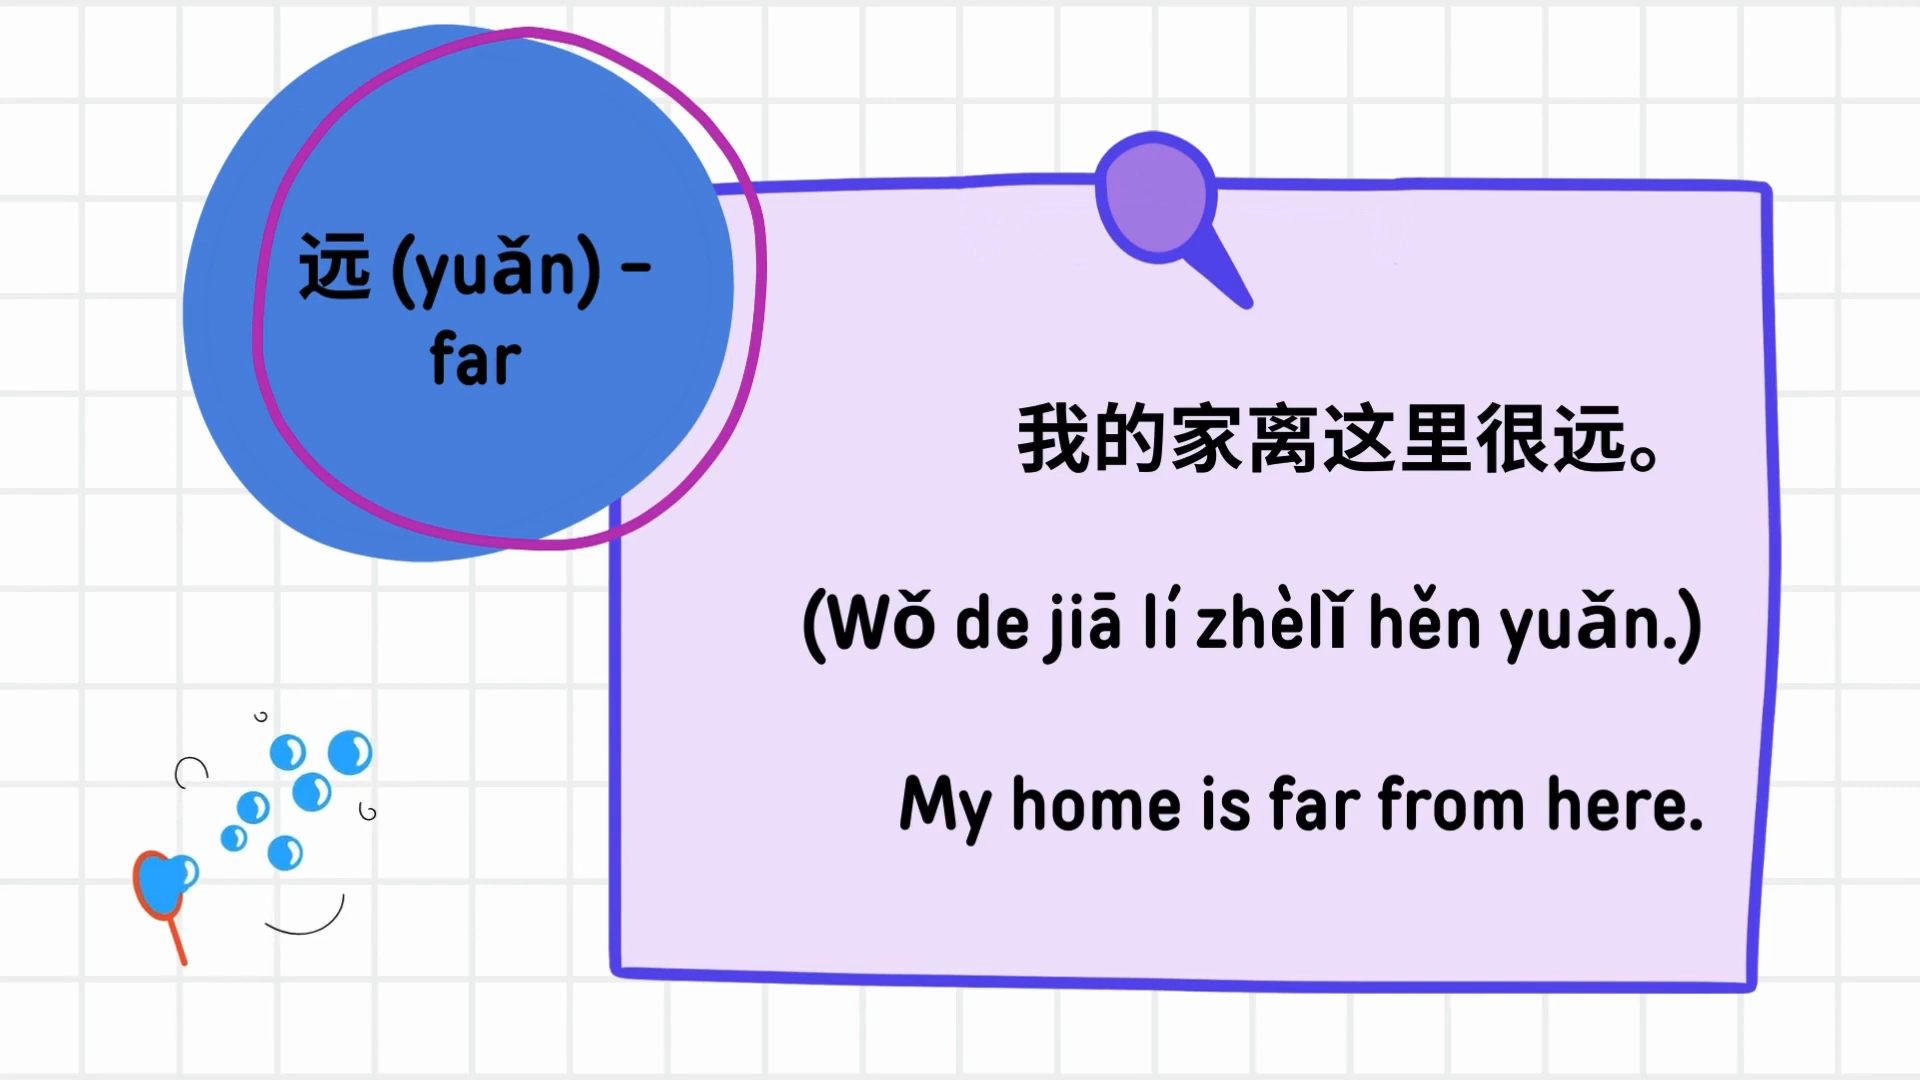 远 (yuǎn) –
far
我的家离这里很远。
(Wǒ de jiā lí zhèlǐ hěn yuǎn.)
My home is far from here.